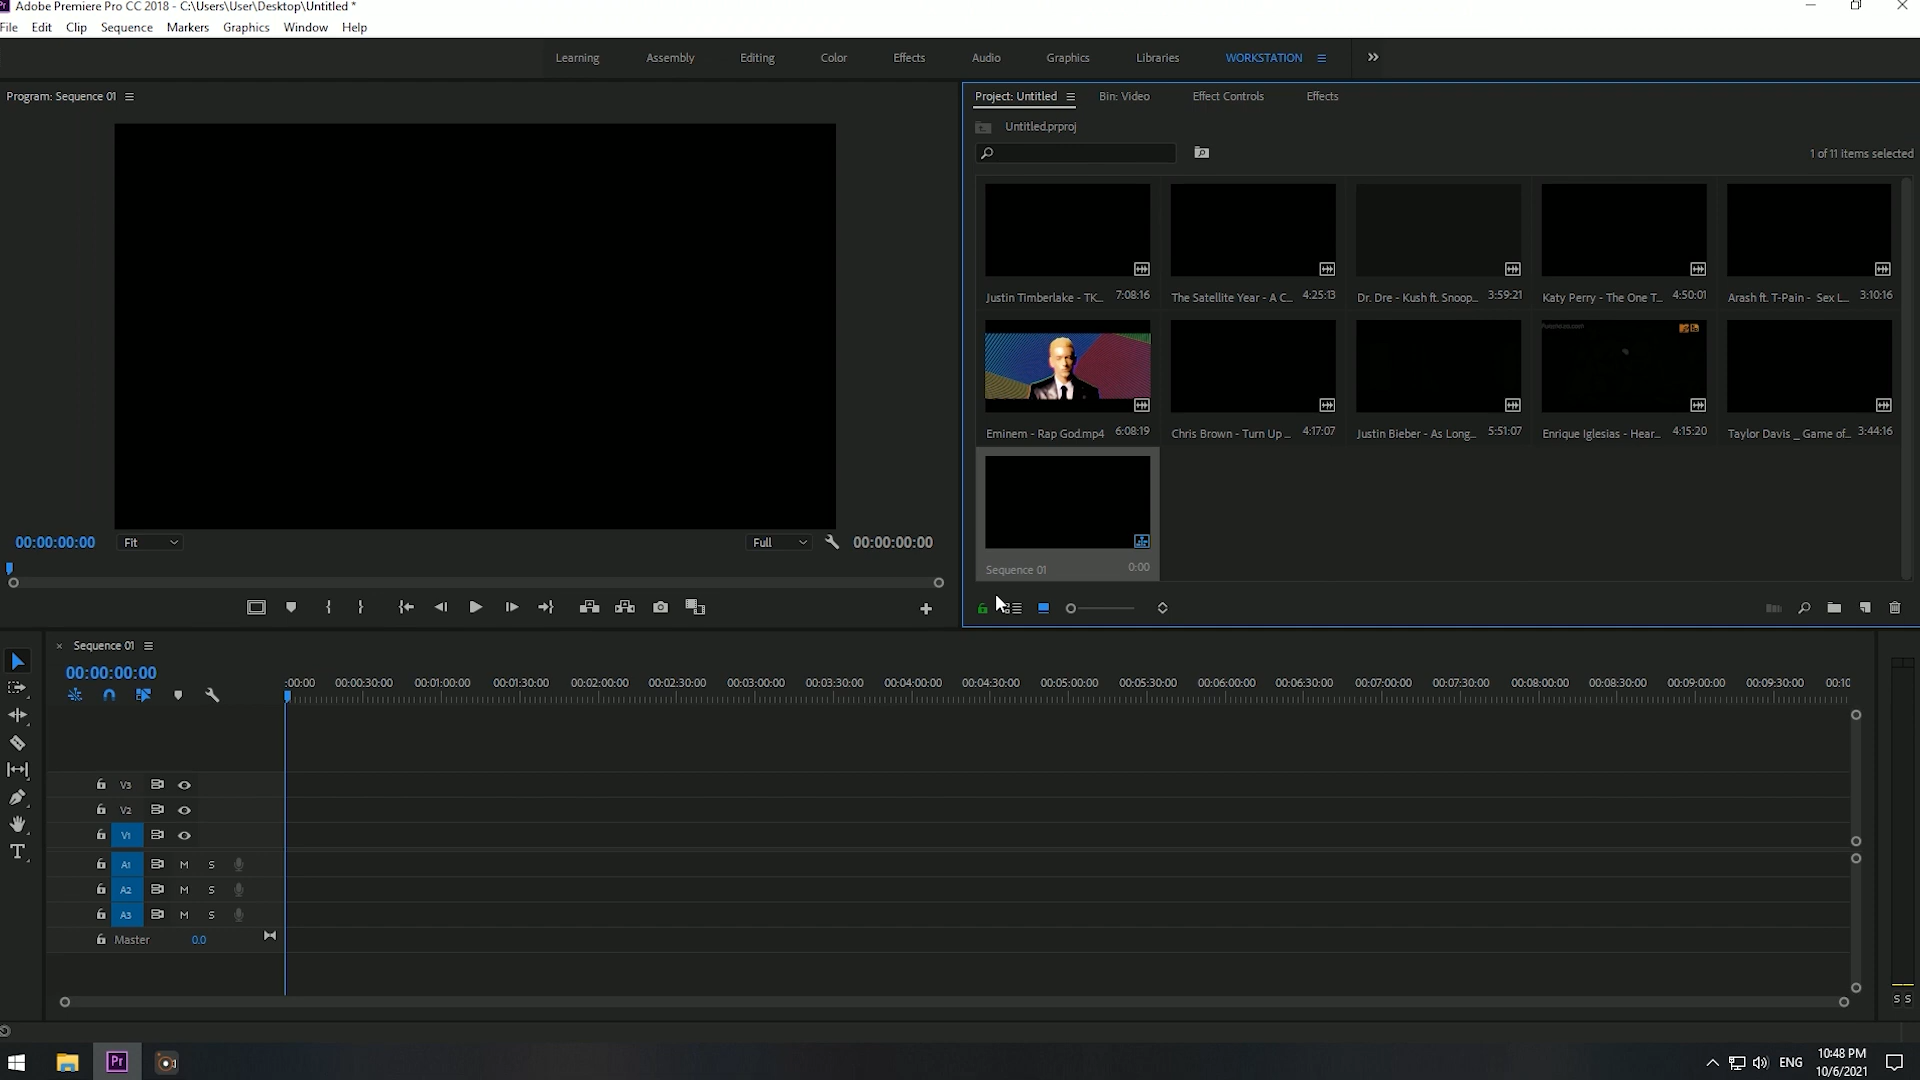 Adobe Premiere Pro CC 2018 - C:\Users\User\Desktop\Untitled *
File Edit Clip Sequence Markers Graphics Window Help
Learning Assembly Editing Color Effects Audio Graphics Libraries WORKSTATION
Program: Sequence 01
Project: Untitled Bin: Video Effect Controls Effects
Untitled.prproj
1 of 11 items selected
Justin Timberlake - TK... 7:08:16
The Satellite Year - A C... 4:25:13
Dr. Dre - Kush ft. Snoop... 3:59:21
Katy Perry - The One T... 4:50:01
Arash ft. T-Pain - Sex L... 3:10:16
Eminem - Rap God.mp4 6:08:19
Chris Brown - Turn Up ... 4:17:07
Justin Bieber - As Long... 5:51:07
Enrique Iglesias - Hear... 4:15:20
Taylor Davis _ Game of... 3:44:16
Sequence 01 0:00
00:00:00:00 Fit Full 00:00:00:00
Sequence 01
00:00:00:00
:00:00 00:00:30:00 00:01:00:00 00:01:30:00 00:02:00:00 00:02:30:00 00:03:00:00 00:03:30:00 00:04:00:00 00:04:30:00 00:05:00:00 00:05:30:00 00:06:00:00 00:06:30:00 00:07:00:00 00:07:30:00 00:08:00:00 00:08:30:00 00:09:00:00 00:09:30:00 00:10
V3
V2
V1
A1 M S
A2 M S
A3 M S
Master 0.0
S S
Pr
ENG
10:48 PM
10/6/2021